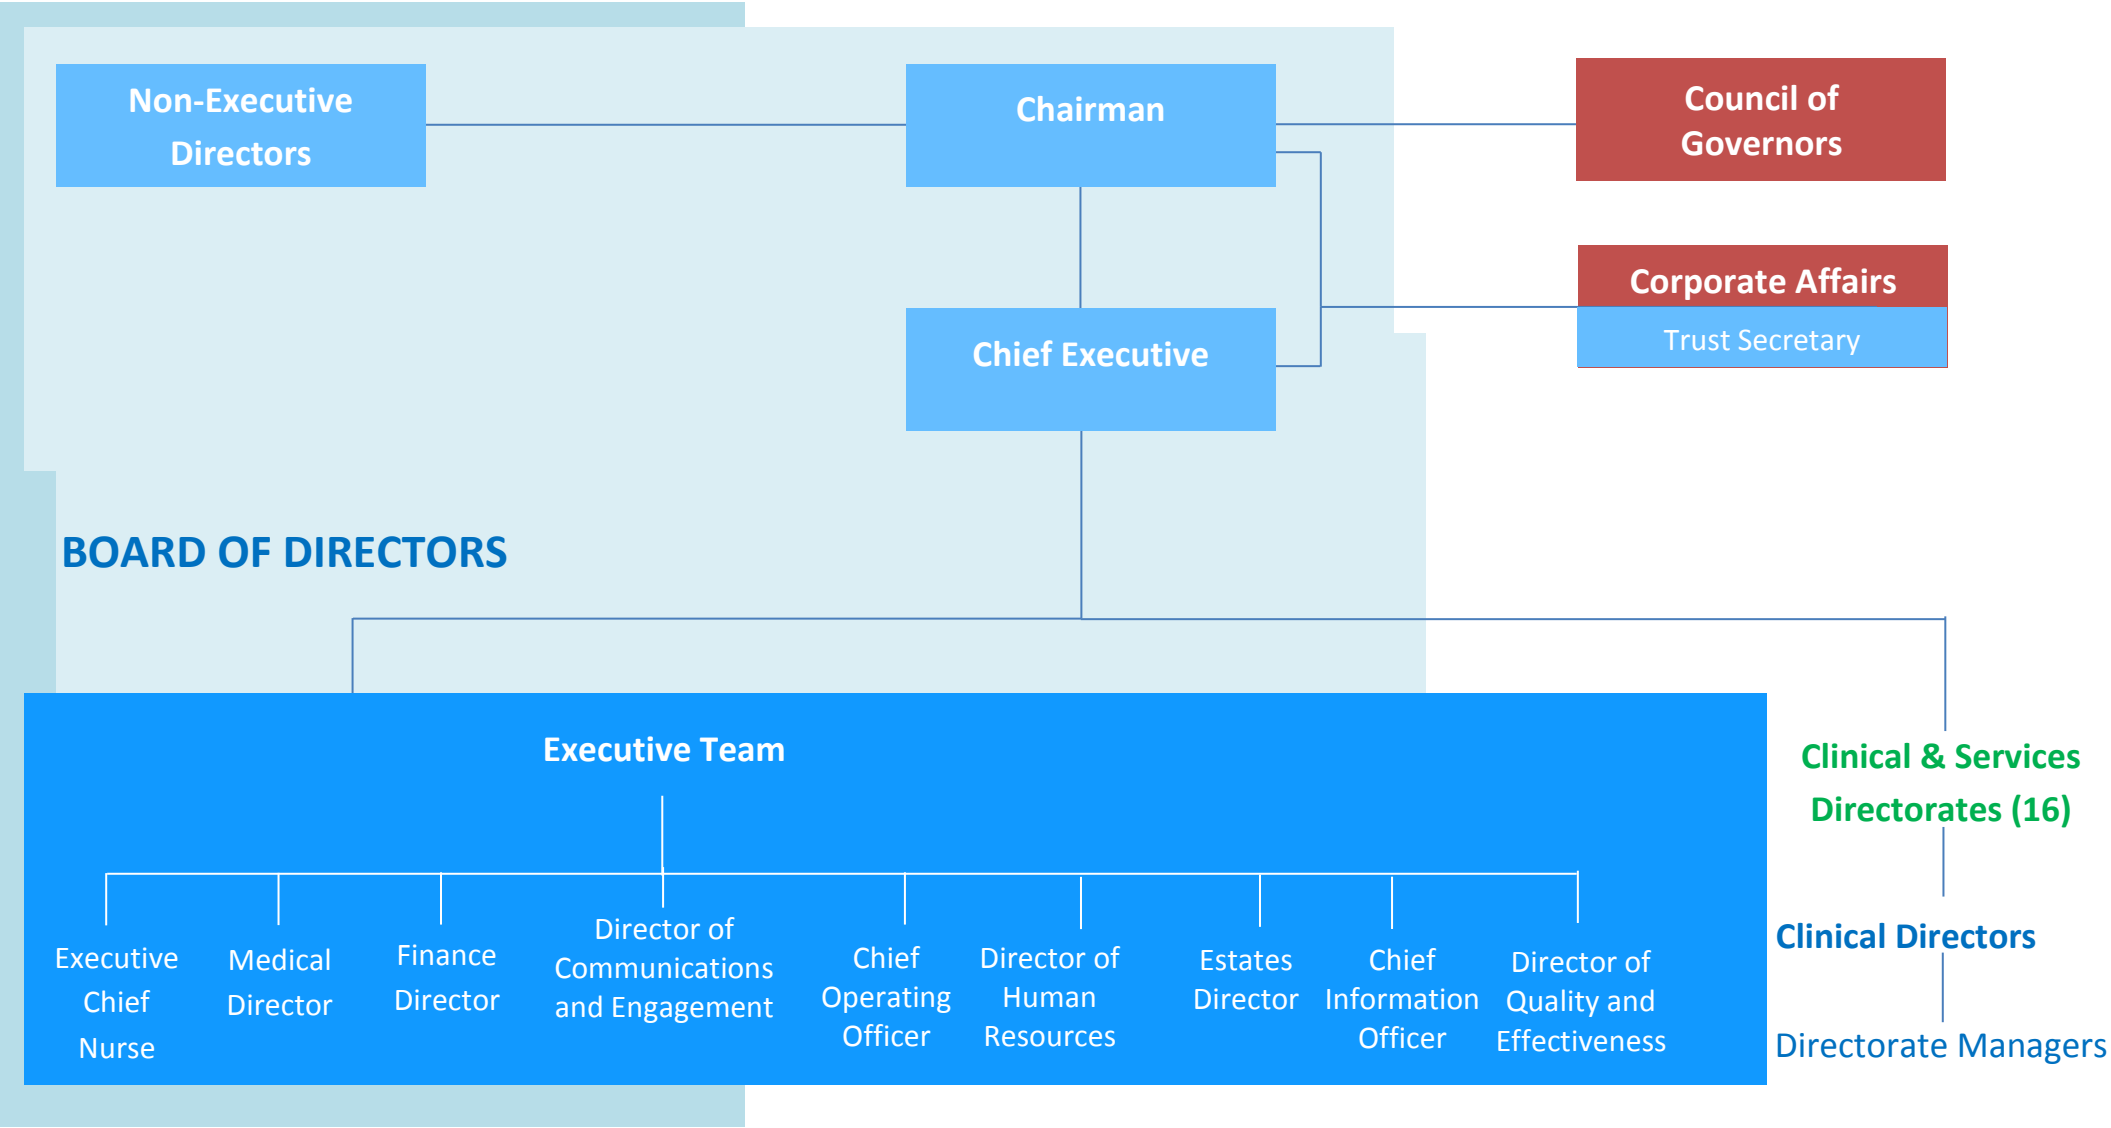 Non-Executive
Directors
Chairman
Council of
Governors
Corporate Affairs
Trust Secretary
Chief Executive
BOARD OF DIRECTORS
Executive Team
Clinical & Services
Directorates (16)
Executive
Chief
Nurse
Medical
Director
Finance
Director
Director of
Communications
and Engagement
Chief
Operating
Officer
Director of
Human
Resources
Estates
Director
Chief
Information
Officer
Director of
Quality and
Effectiveness
Clinical Directors
Directorate Managers